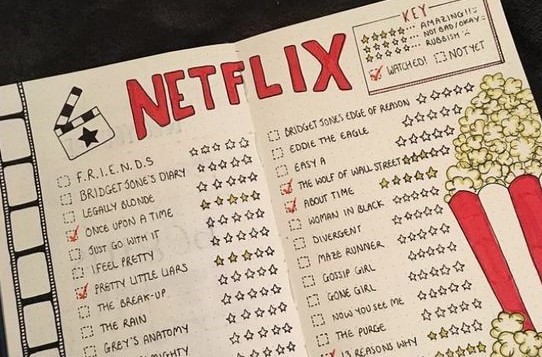 NETFLIX
KEY
AMAZING!!
NOT BAD/OKAY
RUBBISH
WATCHED! NOT YET
F.R.I.E.N.D.S
BRIDGET JONE'S DIARY
LEGALLY BLONDE
ONCE UPON A TIME
JUST GO WITH IT
I FEEL PRETTY
PRETTY LITTLE LIARS
THE BREAK-UP
THE RAIN
GREY'S ANATOMY
BRIDGET JONES EDGE OF REASON
EDDIE THE EAGLE
EASY A
THE WOLF OF WALL STREET
ABOUT TIME
WOMAN IN BLACK
DIVERGENT
MAZE RUNNER
GOSSIP GIRL
GONE GIRL
NOW YOU SEE ME
THE PURGE
13 REASONS WHY